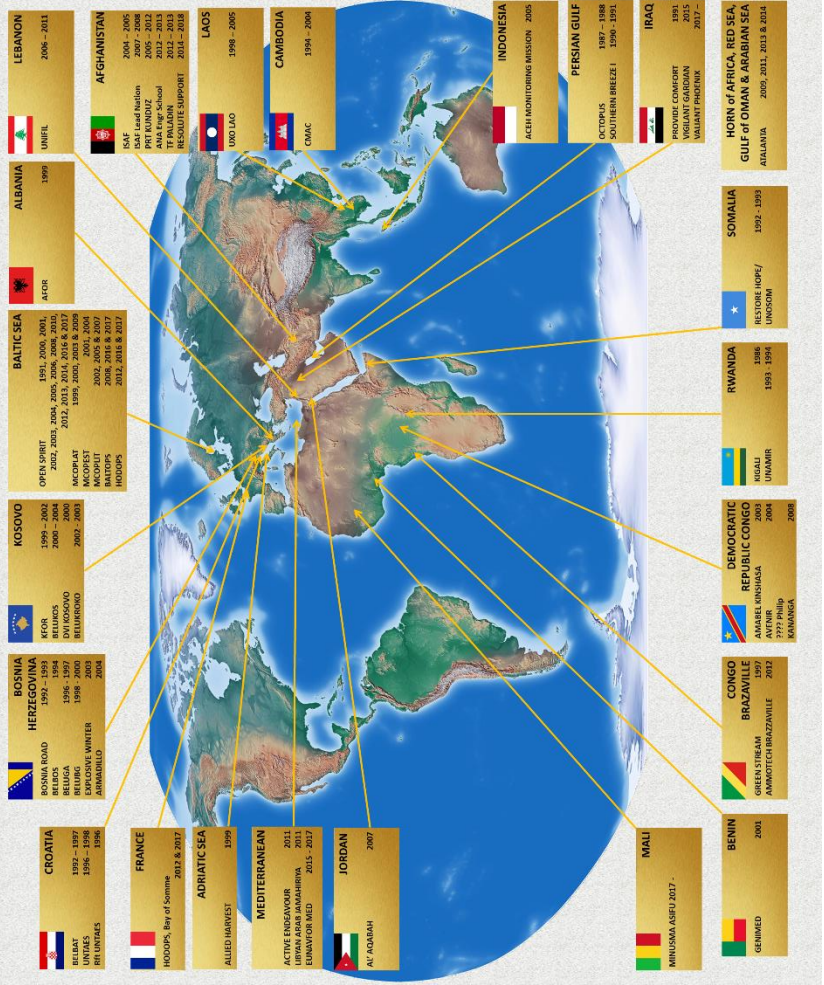 CROATIA
BELBAT 1992 – 1997
UNTAES 1996 – 1998
RFI UNTAES 1996
BOSNIA
HERZEGOVINA
BOSNIA ROAD 1992 – 1993
BELBOS 1994
BELUGA 1996 - 1997
BELUBG 1998 - 2000
EXPLOSIVE WINTER 2003
ARMADILLO 2004
KOSOVO
KFOR 1999 – 2002
BELUKOS 2000 – 2004
DVI KOSOVO 2000
BELUKROKO 2002 - 2003
BALTIC SEA
OPEN SPIRIT 1991, 2000, 2001,
2002, 2003, 2004, 2005, 2006, 2008, 2010,
2012, 2013, 2014, 2016 & 2017
MCOPLAT 1999, 2000, 2003 & 2009
MCOPEST 2001, 2004
MCOPLIT 2002, 2005 & 2007
BALTOPS 2008, 2016 & 2017
HODOPS 2012, 2016 & 2017
ALBANIA
AFOR 1999
LEBANON
UNIFIL 2006 – 2011
FRANCE
HODOPS, Bay of Somme
2012 & 2017
ADRIATIC SEA
ALLIED HARVEST 1999
MEDITERRANEAN
ACTIVE ENDEAVOUR 2011
LIBYAN ARAB JAMAHIRIYA 2011
EUNAVFOR MED 2015 - 2017
JORDAN
AL' AQABAH 2007
AFGHANISTAN
ISAF 2004 – 2005
ISAF Lead Nation 2007 – 2008
PRT KUNDUZ 2005 – 2012
ANA Engr School 2012 – 2013
TF PALADIN 2012 – 2013
RESOLUTE SUPPORT 2014 – 2018
LAOS
UXO LAO 1998 – 2005
CAMBODIA
CMAC 1994 – 2004
INDONESIA
ACEH MONITORING MISSION 2005
PERSIAN GULF
OCTOPUS 1987 – 1988
SOUTHERN BREEZE I 1990 - 1991
IRAQ
PROVIDE COMFORT 1991
VIGILANT GARDIAN 2015
VALIANT PHOENIX 2017 –
HORN of AFRICA, RED SEA,
GULF of OMAN & ARABIAN SEA
ATALANTA 2009, 2011, 2013 & 2014
MALI
MINUSMA ASIFU 2017 -
BENIN
GENIMED 2001
CONGO
BRAZAVILLE
GREEN STREAM 1997
AMMOTECH BRAZZAVILLE 2012
DEMOCRATIC
REPUBLIC CONGO
AMABEL KINSHASA 2003
AVENIR 2004
???? Philip
KANANGA 2008
RWANDA
KIGALI 1986
UNAMIR 1993 - 1994
SOMALIA
RESTORE HOPE/ 1992 - 1993
UNOSOM